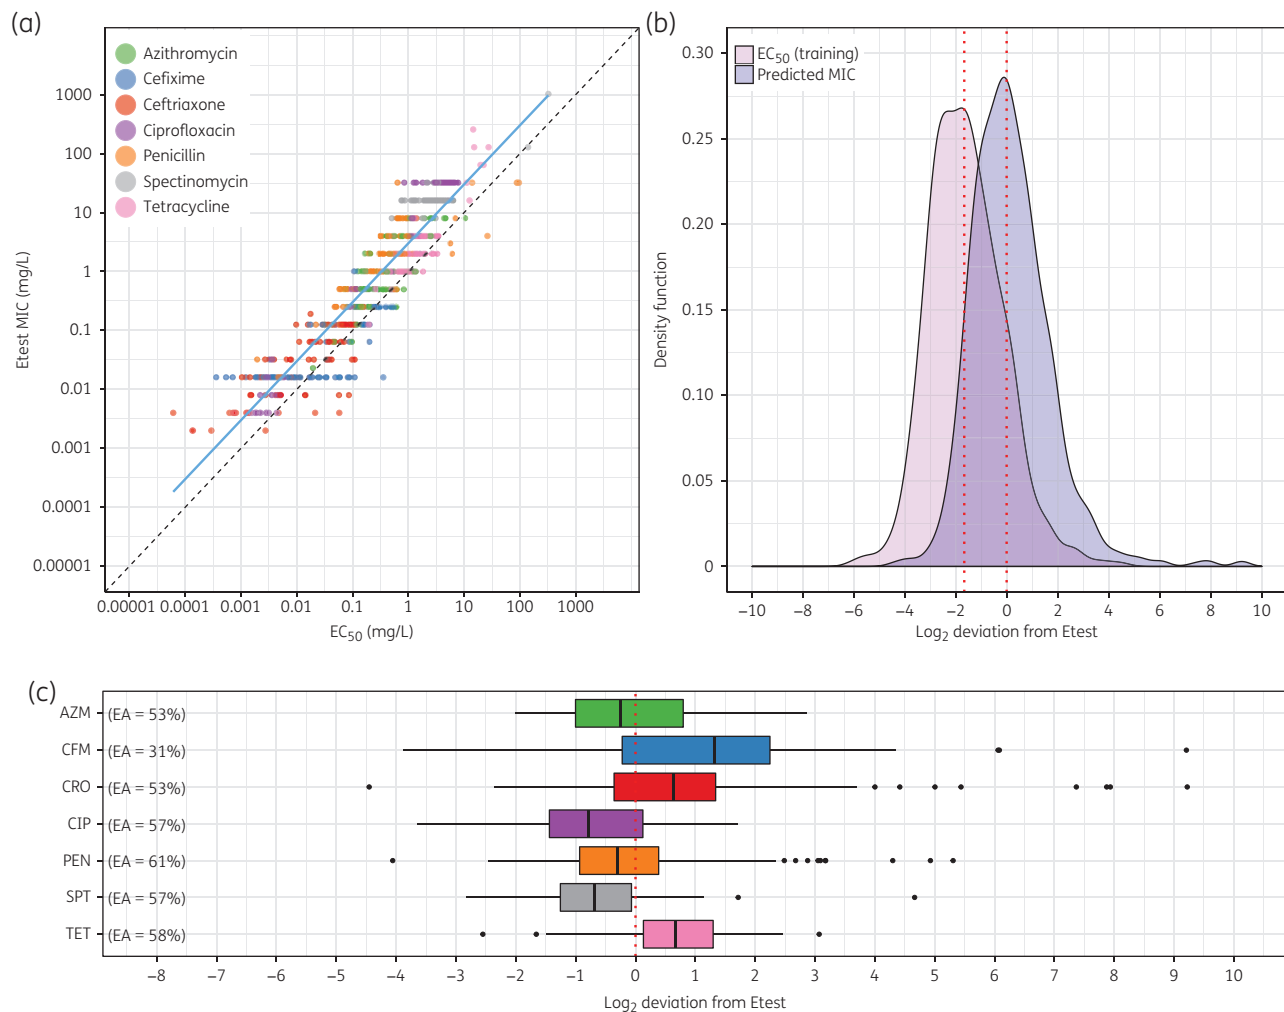 (a)
Azithromycin
Cefixime
Ceftriaxone
Ciprofloxacin
Penicillin
Spectinomycin
Tetracycline
Etest MIC (mg/L)
1000
100
10
1
0.1
0.01
0.001
0.0001
0.00001
0.00001 0.0001 0.001 0.01 0.1 1 10 100 1000
EC50 (mg/L)
(b)
EC50 (training)
Predicted MIC
Density function
0.30
0.25
0.20
0.15
0.10
0.05
0
−10 −8 −6 −4 −2 0 2 4 6 8 10
Log2 deviation from Etest
(c)
AZM (EA = 53%)
CFM (EA = 31%)
CRO (EA = 53%)
CIP (EA = 57%)
PEN (EA = 61%)
SPT (EA = 57%)
TET (EA = 58%)
−8 −7 −6 −5 −4 −3 −2 −1 0 1 2 3 4 5 6 7 8 9 10
Log2 deviation from Etest